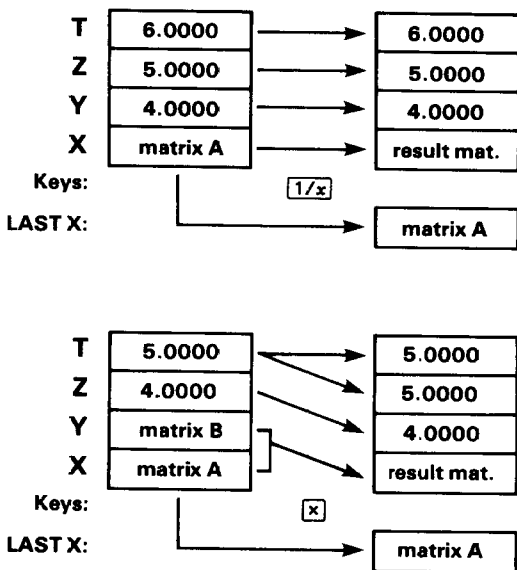 T 6.0000 6.0000
Z 5.0000 5.0000
Y 4.0000 4.0000
X matrix A result mat.
Keys: 1/x
LAST X: matrix A
T 5.0000 5.0000
Z 4.0000 5.0000
Y matrix B 4.0000
X matrix A result mat.
Keys: x
LAST X: matrix A